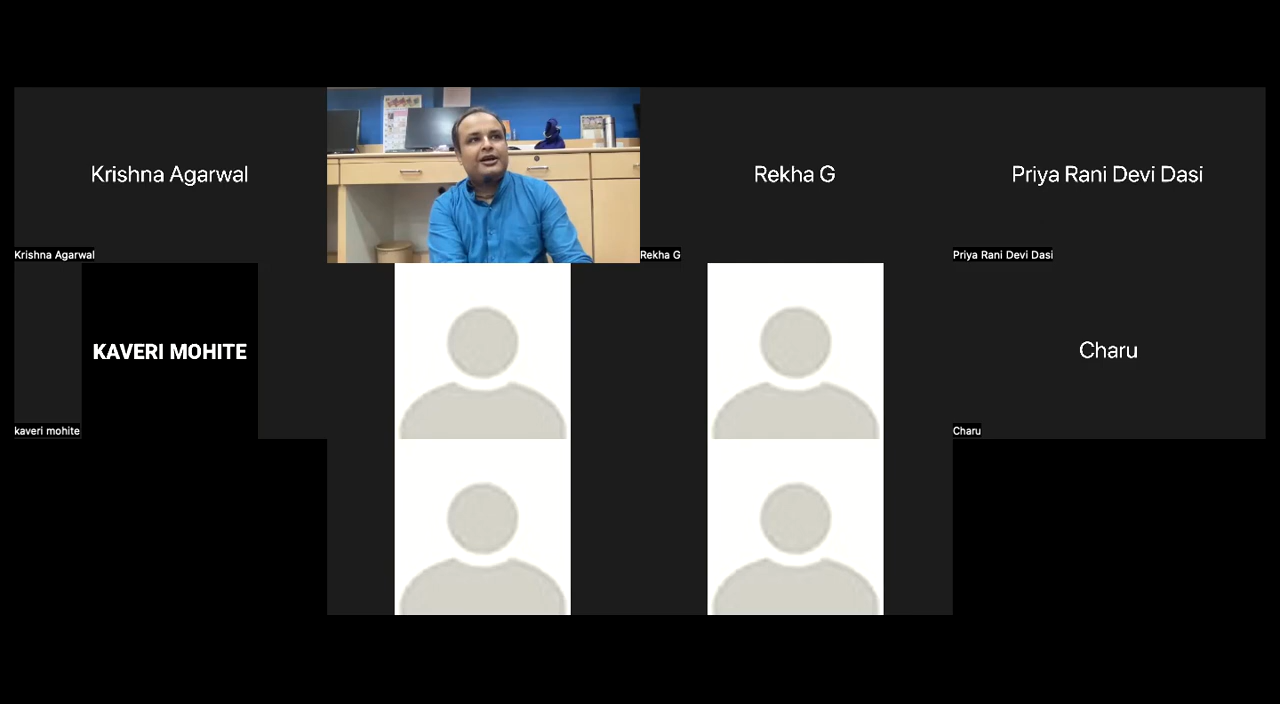 Krishna Agarwal
Rekha G
Priya Rani Devi Dasi
Krishna Agarwal
Rekha G
Priya Rani Devi Dasi
KAVERI MOHITE
Charu
kaveri mohite
Charu